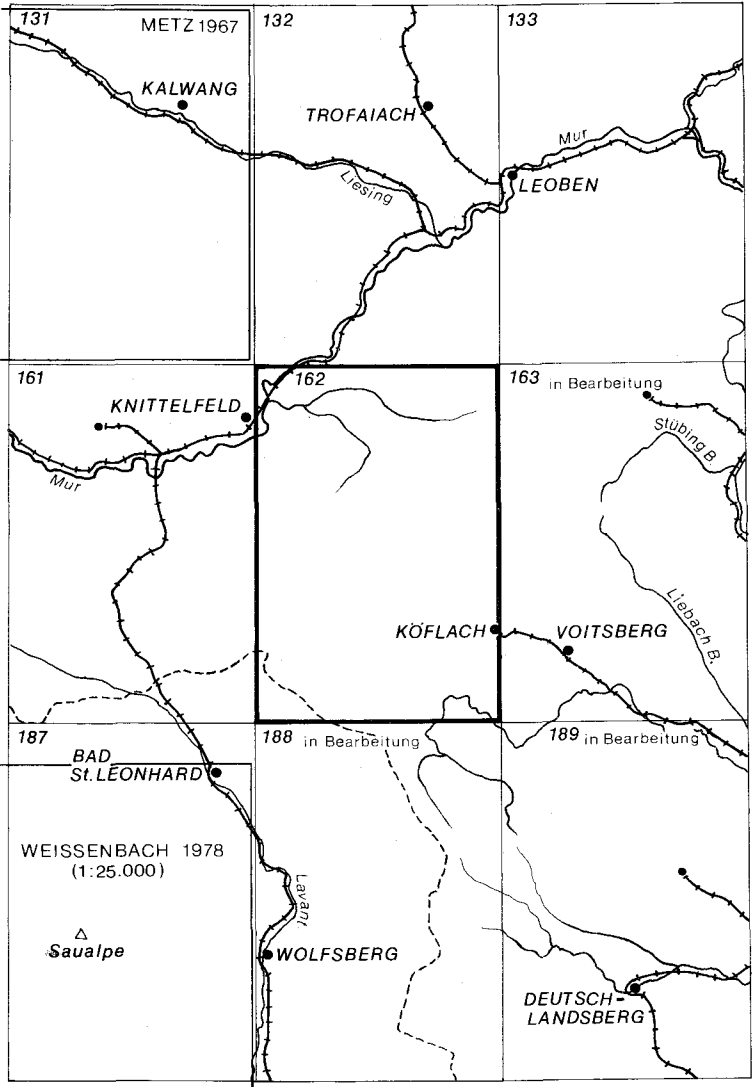 131
METZ 1967
132
133
KALWANG
TROFAIACH
Mur
Liesing
LEOBEN
161
162
163 in Bearbeitung
KNITTELFELD
Stübing B.
Mur
Liebach B.
KÖFLACH
VOITSBERG
187
188 in Bearbeitung
189 in Bearbeitung
BAD
St. LEONHARD
WEISSENBACH 1978
(1:25.000)
Lavant
Saualpe
WOLFSBERG
DEUTSCH-
LANDSBERG